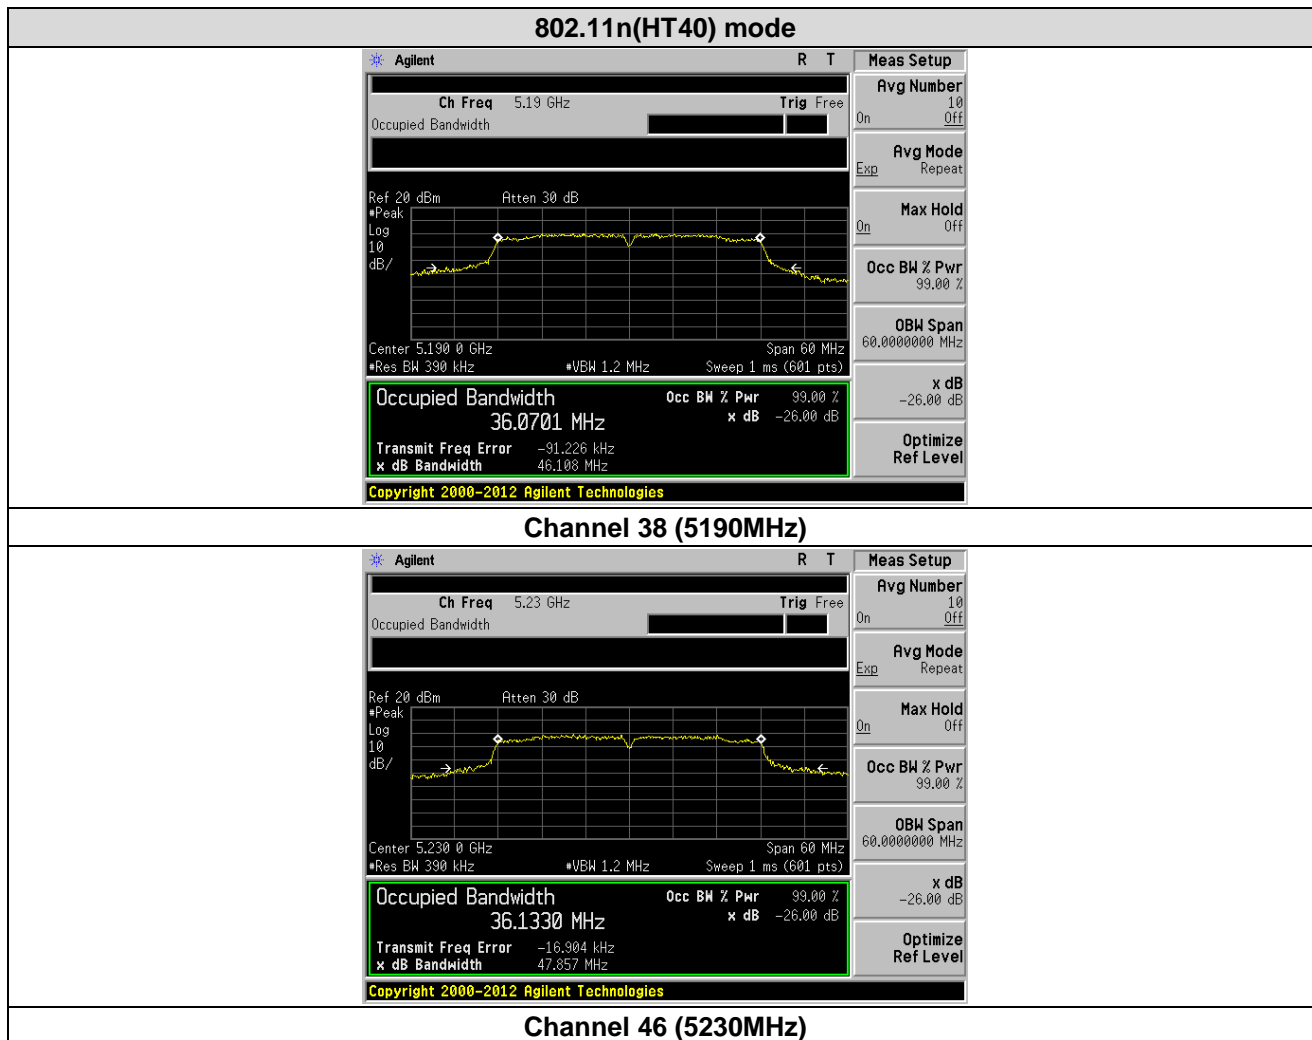 802.11n(HT40) mode
Agilent R T Meas Setup
Ch Freq 5.19 GHz Trig Free
Occupied Bandwidth
Avg Number
10
On Off
Avg Mode
Exp Repeat
Max Hold
On Off
Occ BW % Pwr
99.00 %
OBW Span
60.0000000 MHz
x dB
-26.00 dB
Optimize
Ref Level
Ref 20 dBm Atten 30 dB
#Peak
Log
10
dB/
Center 5.190 0 GHz Span 60 MHz
#Res BW 390 kHz #VBW 1.2 MHz Sweep 1 ms (601 pts)
Occupied Bandwidth Occ BW % Pwr 99.00 %
36.0701 MHz x dB -26.00 dB
Transmit Freq Error -91.226 kHz
x dB Bandwidth 46.108 MHz
Copyright 2000-2012 Agilent Technologies
Channel 38 (5190MHz)
Agilent R T Meas Setup
Ch Freq 5.23 GHz Trig Free
Occupied Bandwidth
Avg Number
10
On Off
Avg Mode
Exp Repeat
Max Hold
On Off
Occ BW % Pwr
99.00 %
OBW Span
60.0000000 MHz
x dB
-26.00 dB
Optimize
Ref Level
Ref 20 dBm Atten 30 dB
#Peak
Log
10
dB/
Center 5.230 0 GHz Span 60 MHz
#Res BW 390 kHz #VBW 1.2 MHz Sweep 1 ms (601 pts)
Occupied Bandwidth Occ BW % Pwr 99.00 %
36.1330 MHz x dB -26.00 dB
Transmit Freq Error -16.904 kHz
x dB Bandwidth 47.857 MHz
Copyright 2000-2012 Agilent Technologies
Channel 46 (5230MHz)